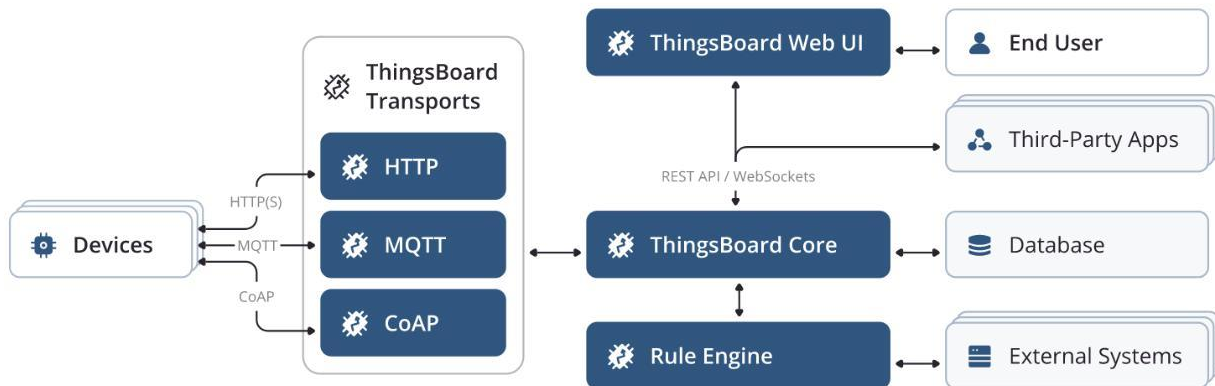 ThingsBoard Web UI
End User
ThingsBoard
Transports
Third-Party Apps
HTTP
REST API / WebSockets
HTTP(S)
Devices
MQTT
MQTT
ThingsBoard Core
Database
CoAP
CoAP
Rule Engine
External Systems